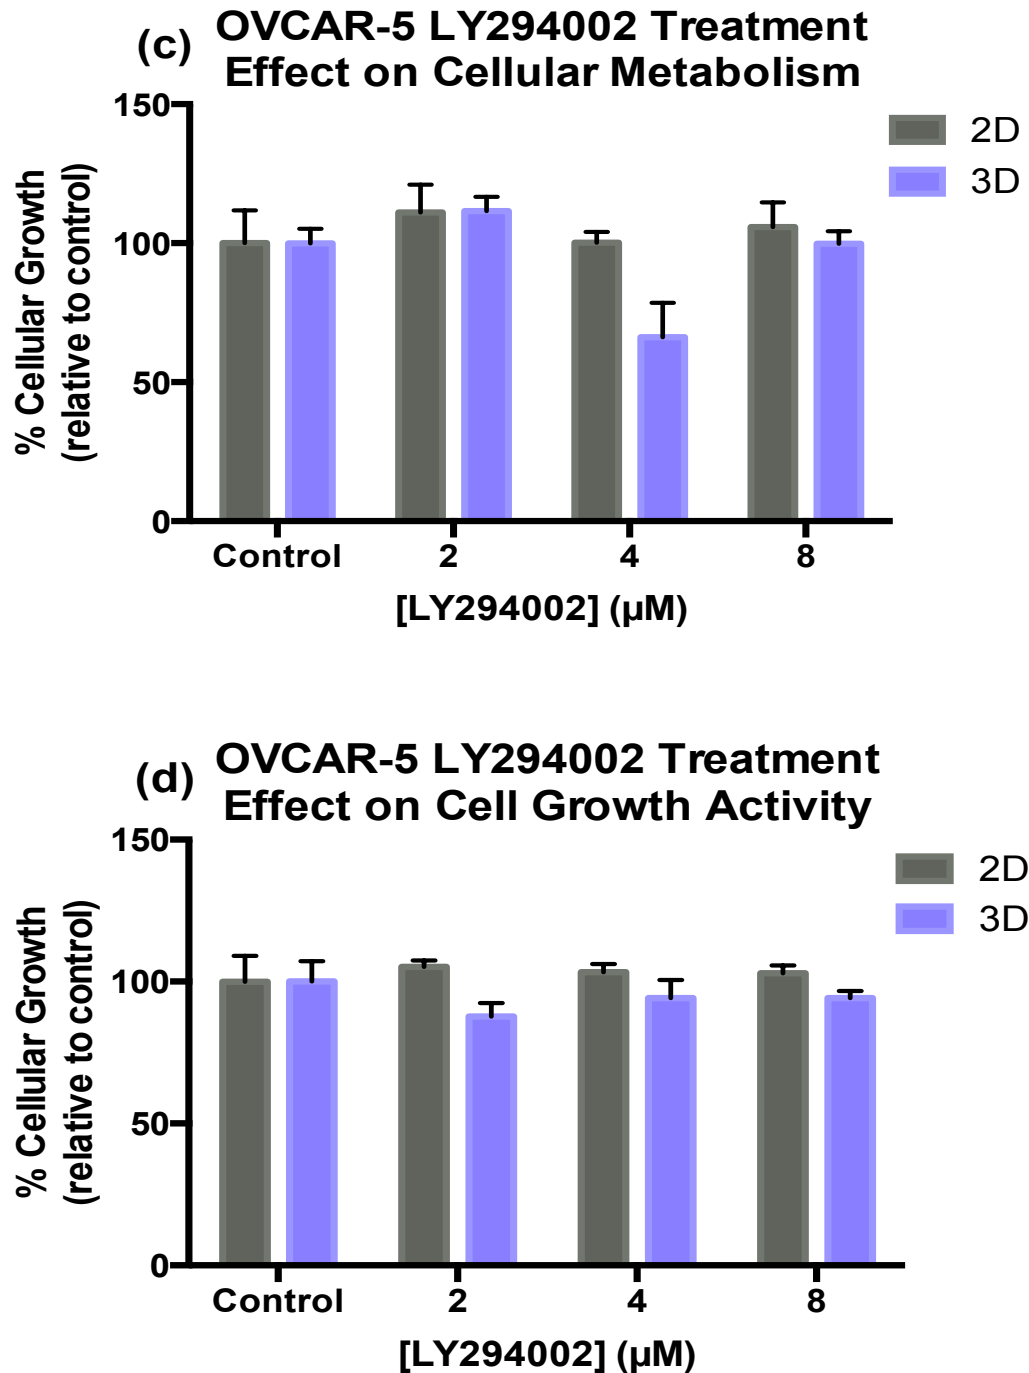 (c) OVCAR-5 LY294002 Treatment
Effect on Cellular Metabolism
2D
3D
% Cellular Growth
(relative to control)
150
100
50
0
Control 2 4 8
[LY294002] (µM)
(d) OVCAR-5 LY294002 Treatment
Effect on Cell Growth Activity
2D
3D
% Cellular Growth
(relative to control)
150
100
50
0
Control 2 4 8
[LY294002] (µM)